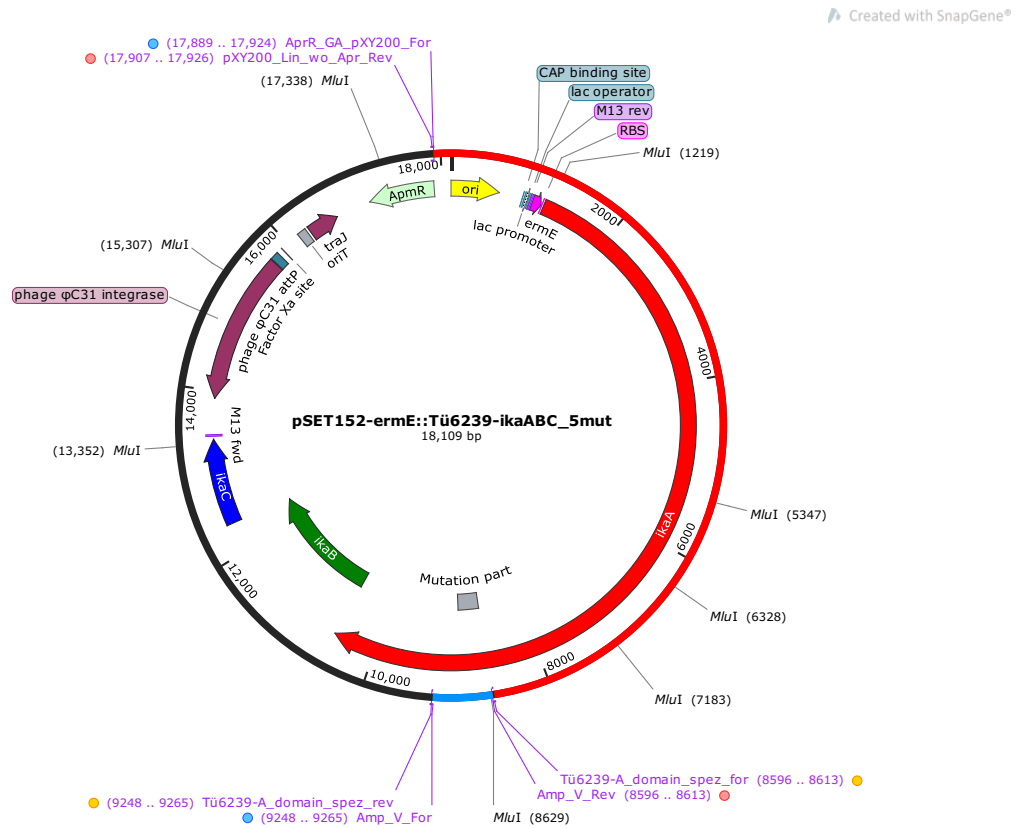 Created with SnapGene®
(17,889 .. 17,924) AprR_GA_pXY200_For
(17,907 .. 17,926) pXY200_Lin_wo_Apr_Rev
(17,338) MluI
CAP binding site
lac operator
M13 rev
RBS
MluI (1219)
18,000
ApmR
ori
lac promoter
ermE
2000
traJ
oriT
16,000
(15,307) MluI
phage φC31 attP
Factor Xa site
phage φC31 integrase
4000
14,000
M13 fwd
pSET152-ermE::Tü6239-ikaABC_5mut
18,109 bp
(13,352) MluI
ikaC
ikaB
ikaA
MluI (5347)
6000
12,000
Mutation part
MluI (6328)
8000
10,000
MluI (7183)
Tü6239-A_domain_spez_for (8596 .. 8613)
Amp_V_Rev (8596 .. 8613)
(9248 .. 9265) Tü6239-A_domain_spez_rev
(9248 .. 9265) Amp_V_For
MluI (8629)